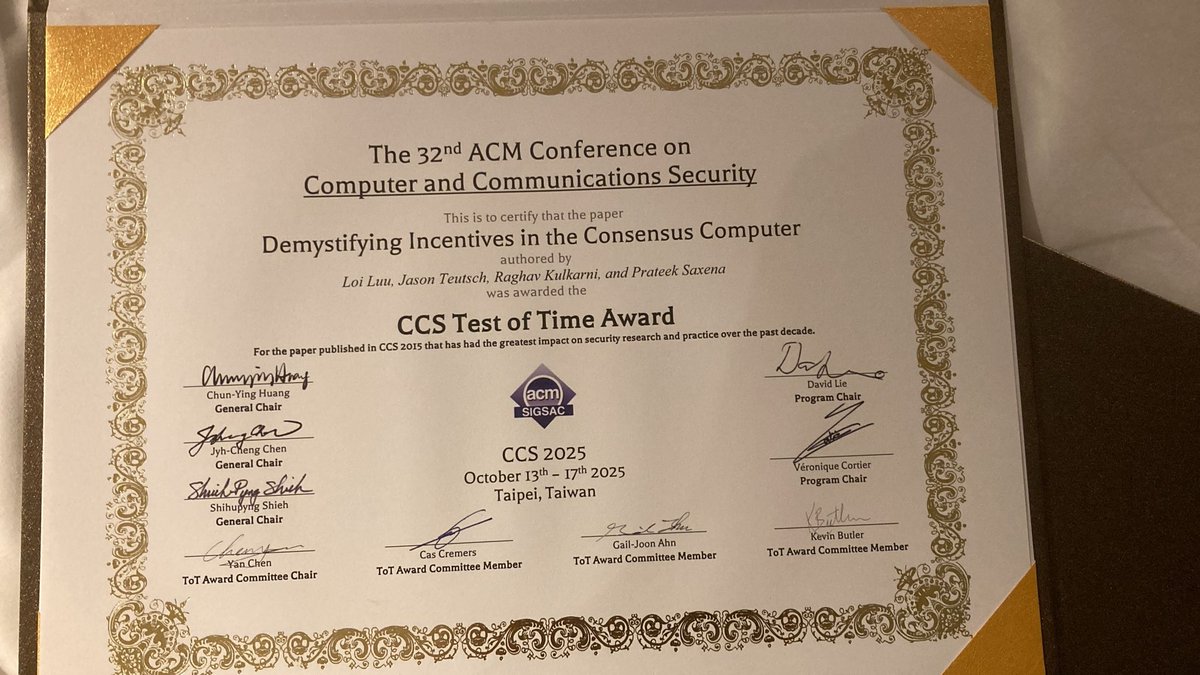 The 32nd ACM Conference on
Computer and Communications Security
This is to certify that the paper
Demystifying Incentives in the Consensus Computer
authored by
Loi Luu, Jason Teutsch, Raghav Kulkarni, and Prateek Saxena
was awarded the
CCS Test of Time Award
For the paper published in CCS 2015 that has had the greatest impact on security research and practice over the past decade.
Chun-Ying Huang
General Chair
Jyh-Cheng Chen
General Chair
Shihupyng Shieh
Shihupyng Shieh
General Chair
Yan Chen
ToT Award Committee Chair
acm
SIGSAC
CCS 2025
October 13th – 17th 2025
Taipei, Taiwan
Cas Cremers
ToT Award Committee Member
Gail-Joon Ahn
ToT Award Committee Member
David Lie
Program Chair
Véronique Cortier
Program Chair
KButler
Kevin Butler
ToT Award Committee Member